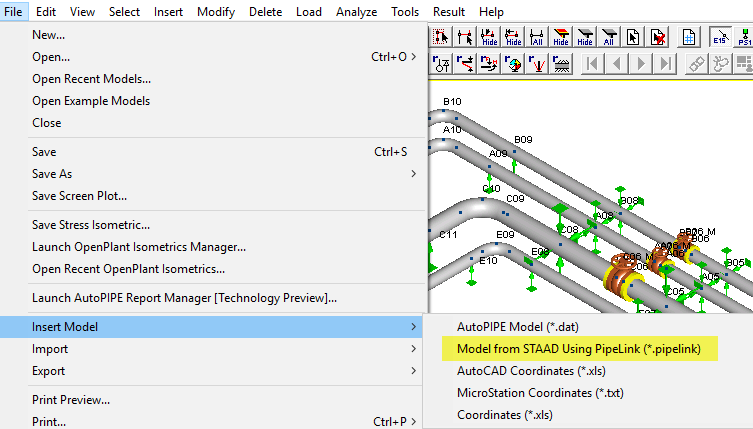 File Edit View Select Insert Modify Delete Load Analyze Tools Result Help
New...
Open... Ctrl+O
Open Recent Models...
Open Example Models
Close
Save Ctrl+S
Save As
Save Screen Plot...
Save Stress Isometric...
Launch OpenPlant Isometrics Manager...
Open Recent OpenPlant Isometrics...
Launch AutoPIPE Report Manager [Technology Preview]...
Insert Model
Import
Export
Print Preview...
Print... Ctrl+P
AutoPIPE Model (*.dat)
Model from STAAD Using PipeLink (*.pipelink)
AutoCAD Coordinates (*.xls)
MicroStation Coordinates (*.txt)
Coordinates (*.xls)
Hide Hide All Hide Hide All E15 PS1
B10
A10
B09
A09
C10
C09
B08
A08
C11
E09
C08
E10
B06
A05
B05
C05